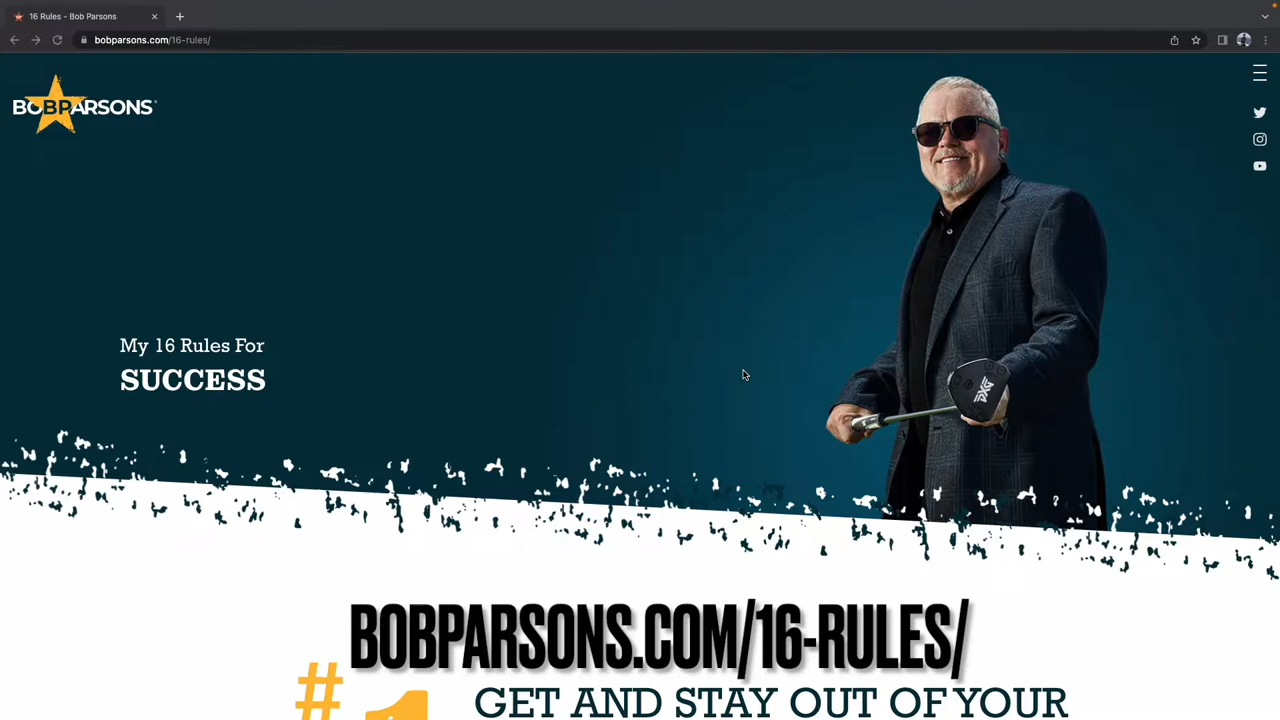 16 Rules - Bob Parsons
bobparsons.com/16-rules/
BOBPARSONS
My 16 Rules For
SUCCESS
PXG
BOBPARSONS.COM/16-RULES/
#1
GET AND STAY OUT OF YOUR